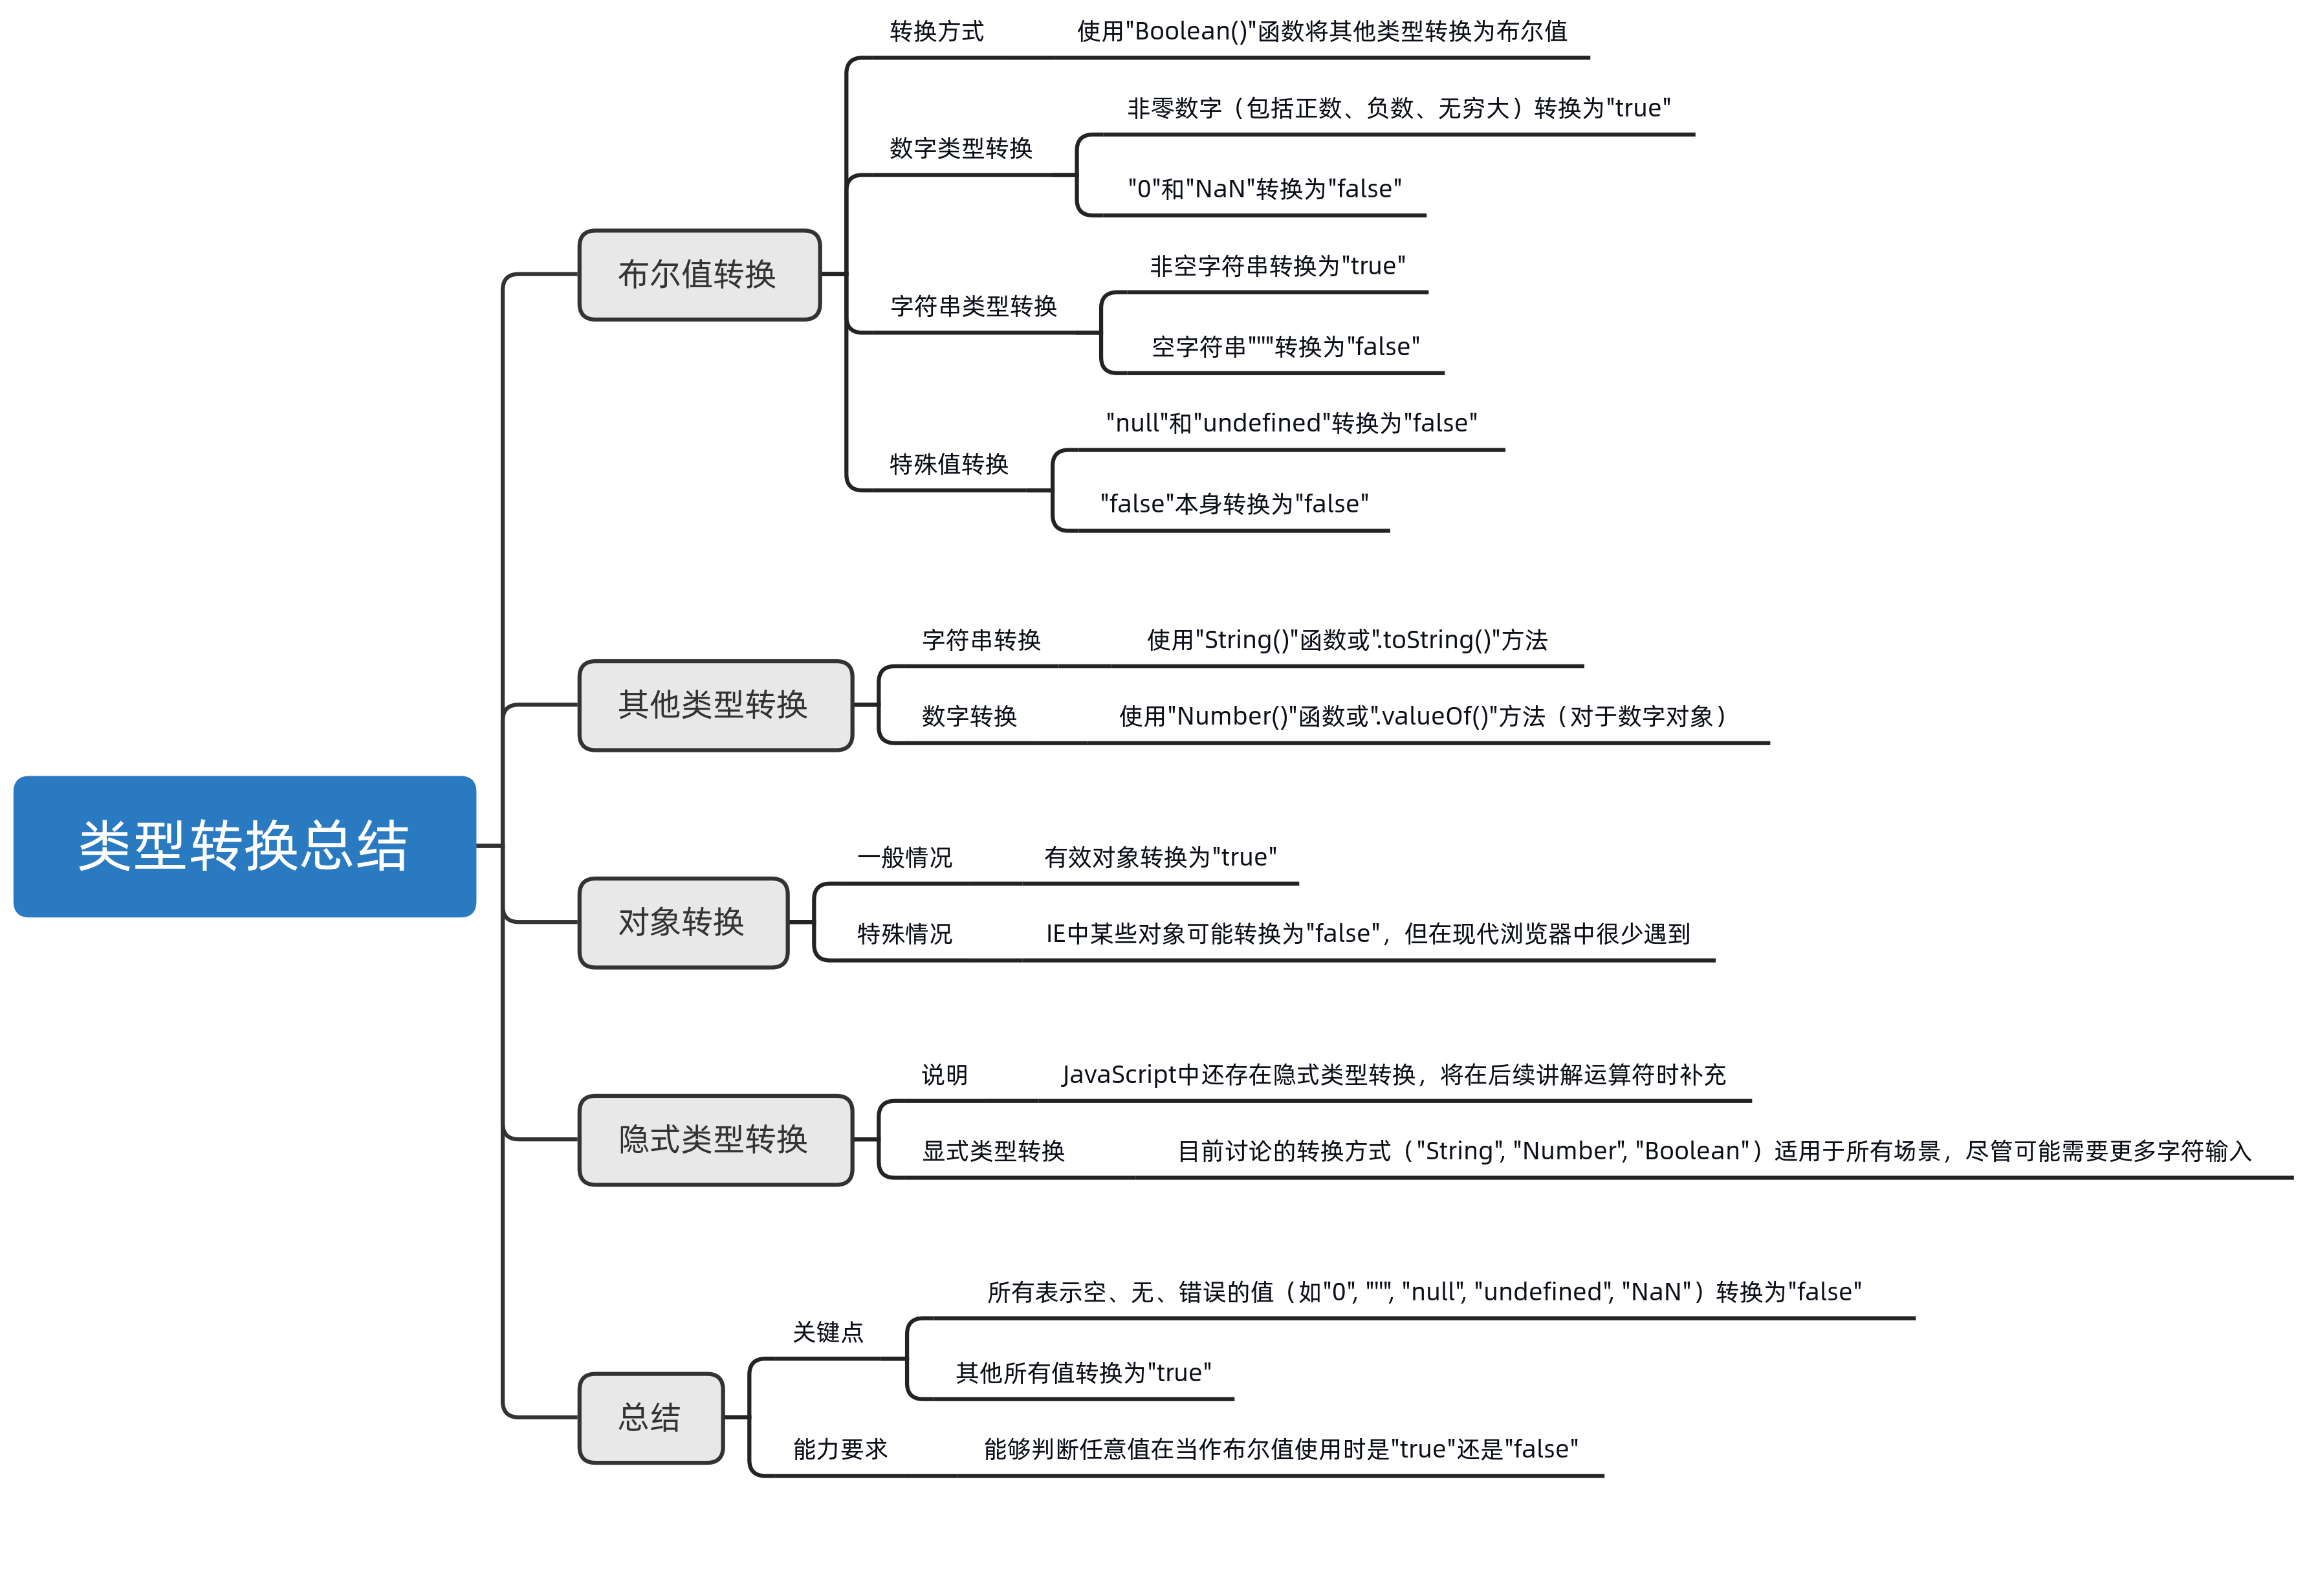 类型转换总结
布尔值转换
转换方式
使用"Boolean()"函数将其他类型转换为布尔值
数字类型转换
非零数字（包括正数、负数、无穷大）转换为"true"
"0"和"NaN"转换为"false"
字符串类型转换
非空字符串转换为"true"
空字符串""""转换为"false"
特殊值转换
"null"和"undefined"转换为"false"
"false"本身转换为"false"
其他类型转换
字符串转换
使用"String()"函数或".toString()"方法
数字转换
使用"Number()"函数或".valueOf()"方法（对于数字对象）
对象转换
一般情况
有效对象转换为"true"
特殊情况
IE中某些对象可能转换为"false"，但在现代浏览器中很少遇到
隐式类型转换
说明
JavaScript中还存在隐式类型转换，将在后续讲解运算符时补充
显式类型转换
目前讨论的转换方式（"String", "Number", "Boolean"）适用于所有场景，尽管可能需要更多字符输入
总结
关键点
所有表示空、无、错误的值（如"0", """", "null", "undefined", "NaN"）转换为"false"
其他所有值转换为"true"
能力要求
能够判断任意值在当作布尔值使用时是"true"还是"false"